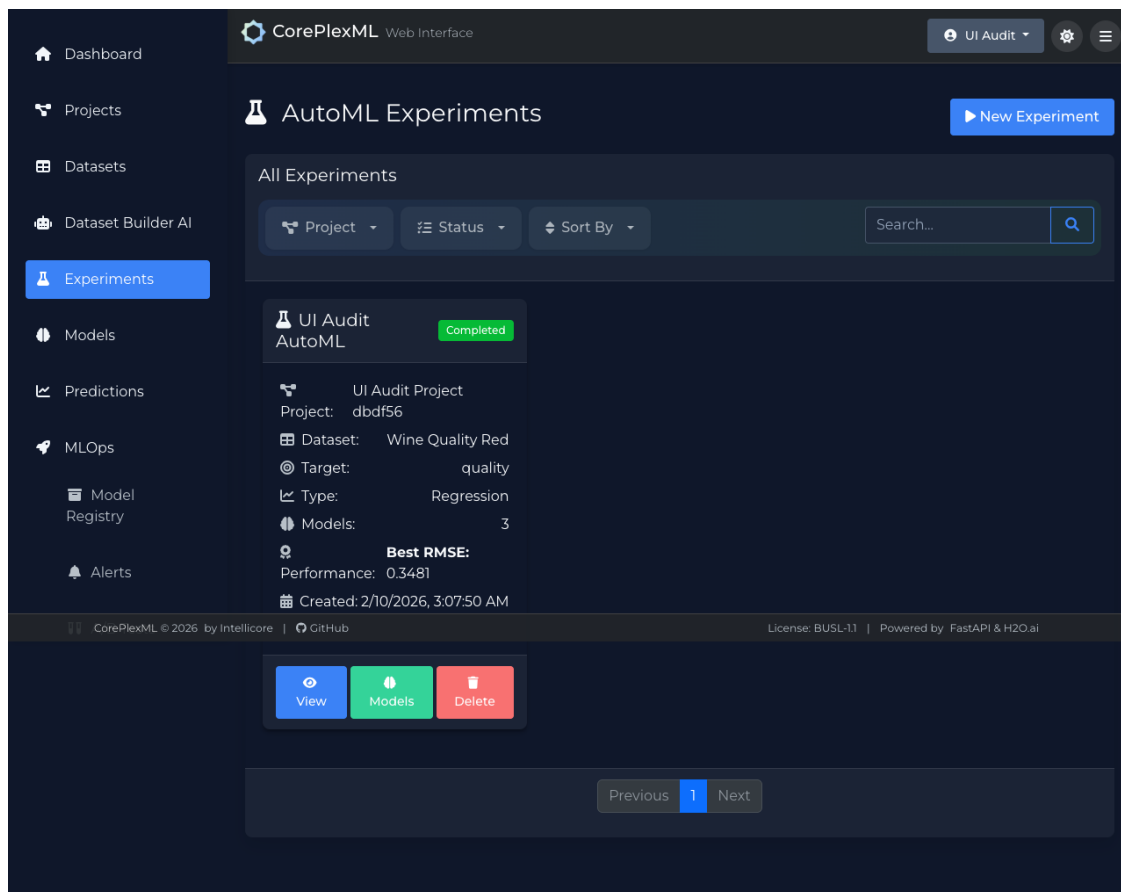 CorePlexML Web Interface
UI Audit
Dashboard
Projects
Datasets
Dataset Builder AI
Experiments
Models
Predictions
MLOps
Model
Registry
Alerts
AutoML Experiments
New Experiment
All Experiments
Project
Status
Sort By
Search...
UI Audit
AutoML
Completed
Project: UI Audit Project
dbdf56
Dataset: Wine Quality Red
Target: quality
Type: Regression
Models: 3
Performance: Best RMSE:
0.3481
Created: 2/10/2026, 3:07:50 AM
CorePlexML © 2026 by Intellicore | GitHub
License: BUSL-1.1 | Powered by FastAPI & H2O.ai
View
Models
Delete
Previous 1 Next